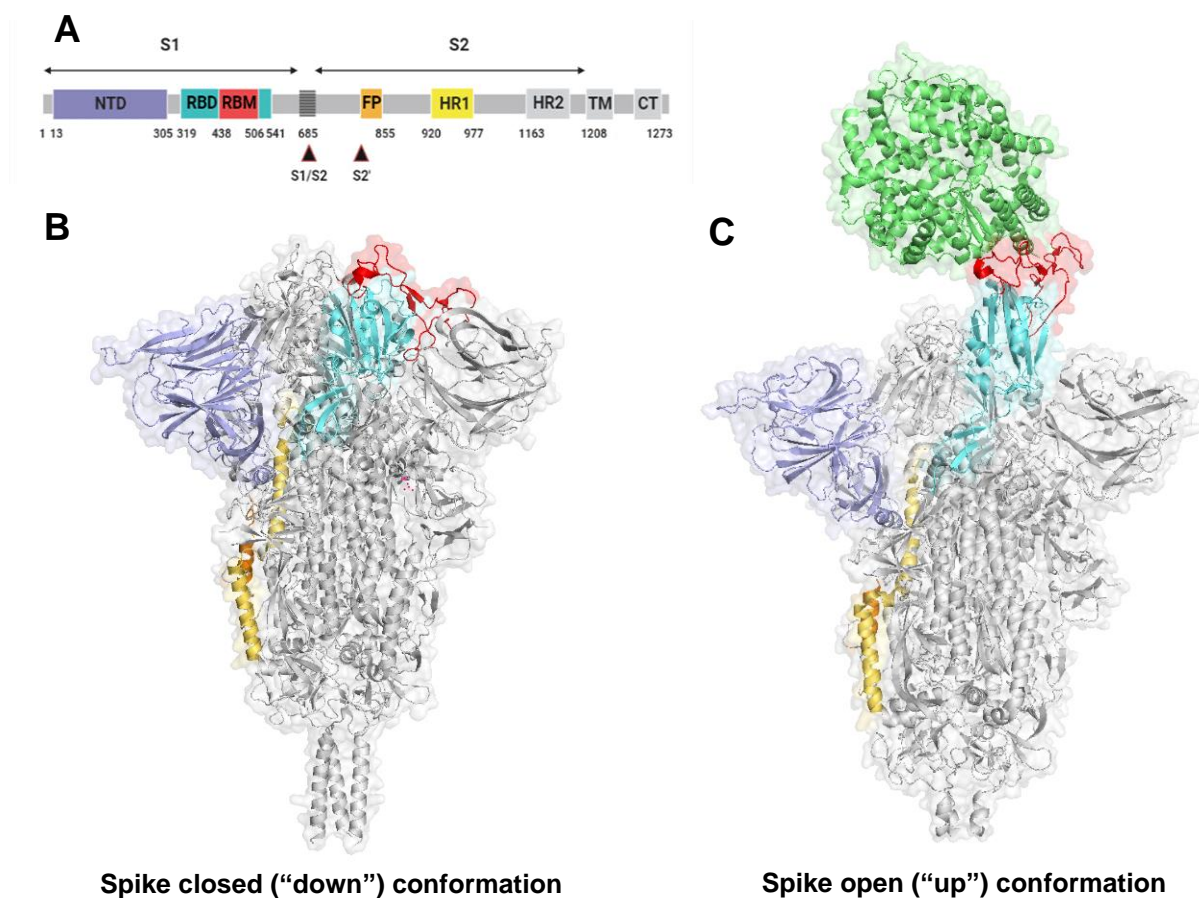 A
S1 S2
NTD RBD RBM FP HR1 HR2 TM CT
1 13 305 319 438 506 541 685 855 920 977 1163 1208 1273
S1/S2 S2'
B
C
Spike closed (“down”) conformation
Spike open (“up”) conformation